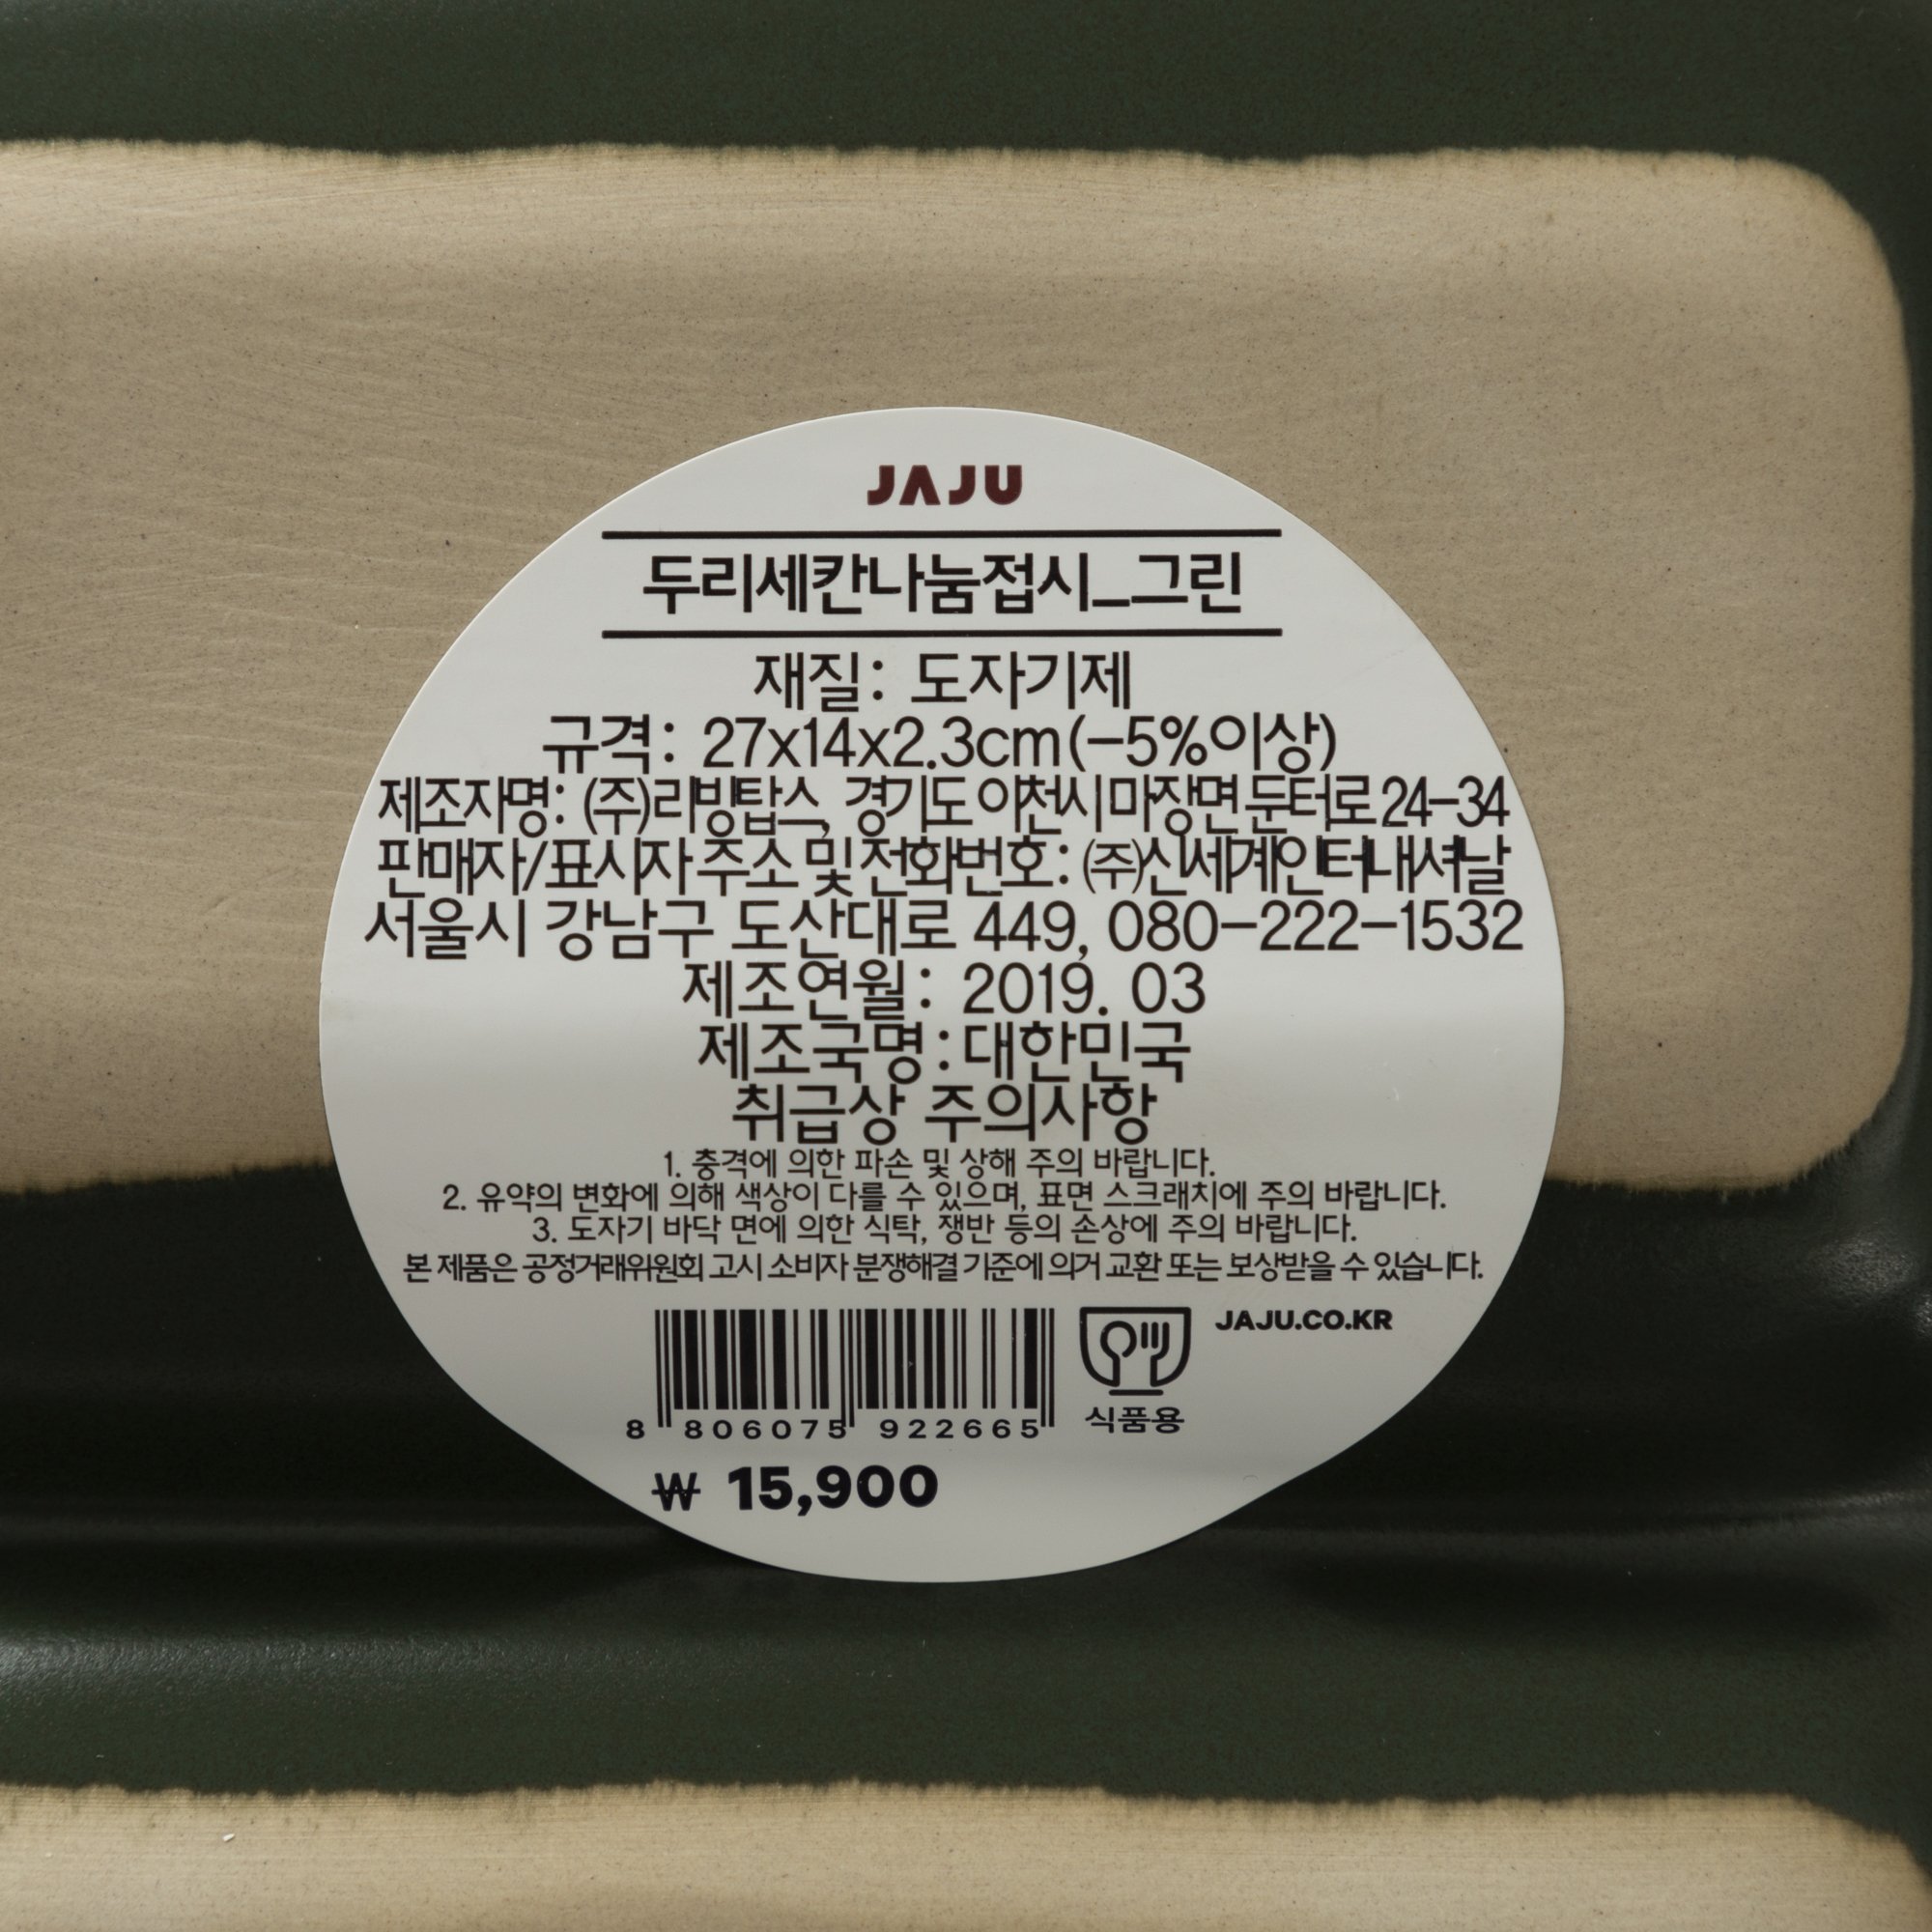 JAJU
두리세칸나눔접시_그린
재질: 도자기제
규격: 27x14x2.3cm(-5%이상)
제조자명: (주)리빙탑스, 경기도 이천시 마장면 둔터로 24-34
판매자/표시자 주소 및 전화번호: (주)신세계인터내셔날
서울시 강남구 도산대로 449, 080-222-1532
제조연월: 2019. 03
제조국명:대한민국
취급상 주의사항
1. 충격에 의한 파손 및 상해 주의 바랍니다.
2. 유약의 변화에 의해 색상이 다를 수 있으며, 표면 스크래치에 주의 바랍니다.
3. 도자기 바닥 면에 의한 식탁, 쟁반 등의 손상에 주의 바랍니다.
본 제품은 공정거래위원회 고시 소비자 분쟁해결 기준에 의거 교환 또는 보상받을 수 있습니다.
JAJU.CO.KR
8 806075 922665
식품용
₩ 15,900